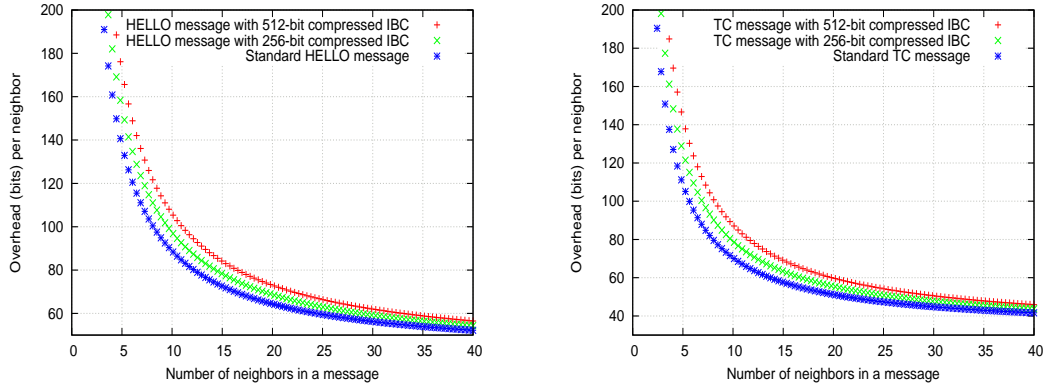 HELLO message with 512-bit compressed IBC
HELLO message with 256-bit compressed IBC
Standard HELLO message
Overhead (bits) per neighbor
200
180
160
140
120
100
80
60
0 5 10 15 20 25 30 35 40
Number of neighbors in a message
TC message with 512-bit compressed IBC
TC message with 256-bit compressed IBC
Standard TC message
Overhead (bits) per neighbor
200
180
160
140
120
100
80
60
40
0 5 10 15 20 25 30 35 40
Number of neighbors in a message